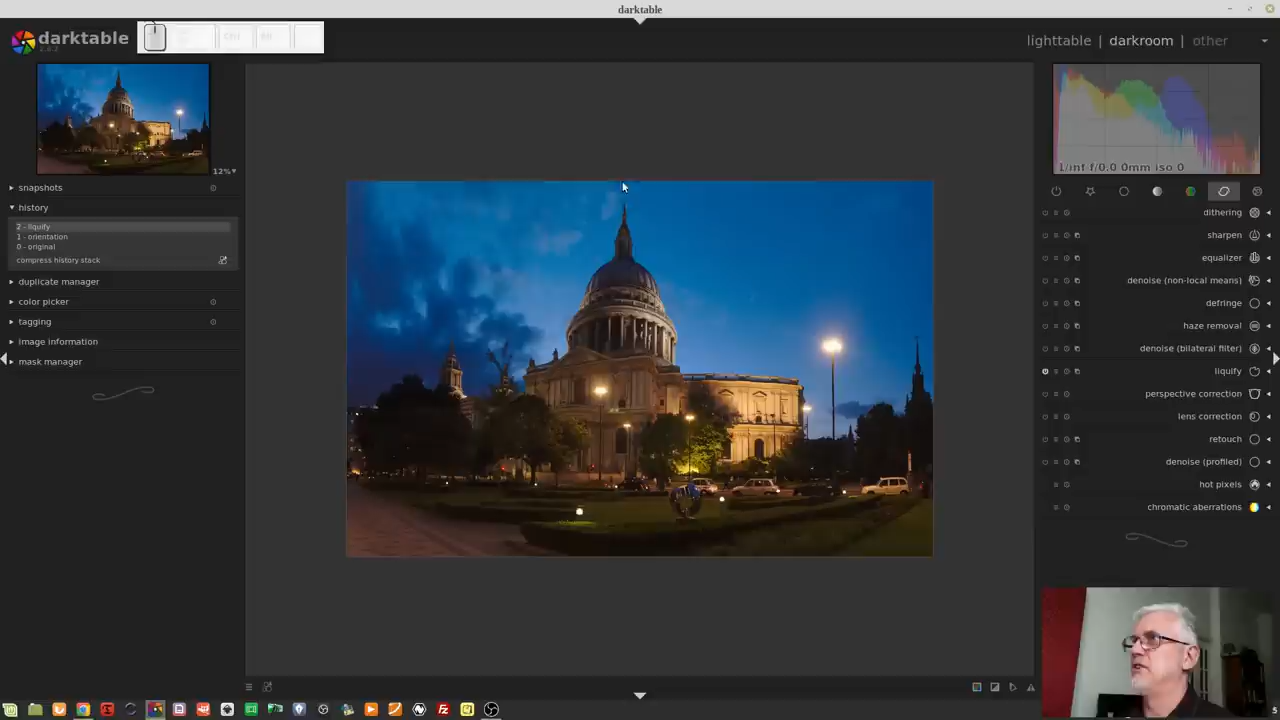 darktable
darktable
lighttable | darkroom | other
12%
1/inf f/0.0 0mm iso 0
snapshots
history
2 - liquify
1 - orientation
0 - original
compress history stack
duplicate manager
color picker
tagging
image information
mask manager
dithering
sharpen
equalizer
denoise (non-local means)
defringe
haze removal
denoise (bilateral filter)
liquify
perspective correction
lens correction
retouch
denoise (profiled)
hot pixels
chromatic aberrations